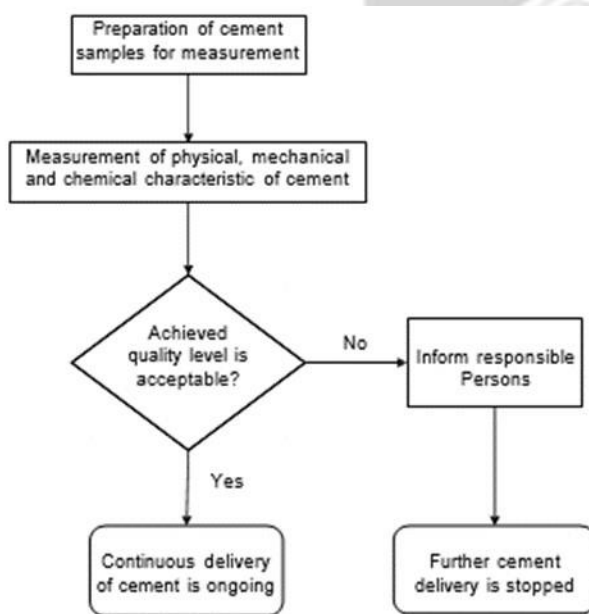 Preparation of cement
samples for measurement
Measurement of physical, mechanical
and chemical characteristic of cement
Achieved
quality level is
acceptable?
No
Inform responsible
Persons
Yes
Continuous delivery
of cement is ongoing
Further cement
delivery is stopped